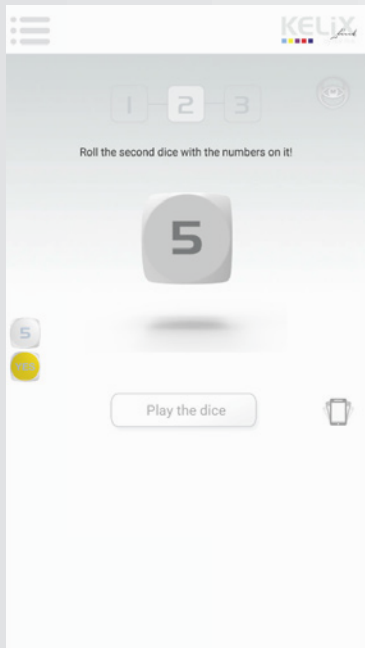 KELiX
1 2 3
Roll the second dice with the numbers on it!
5
5
Play the dice